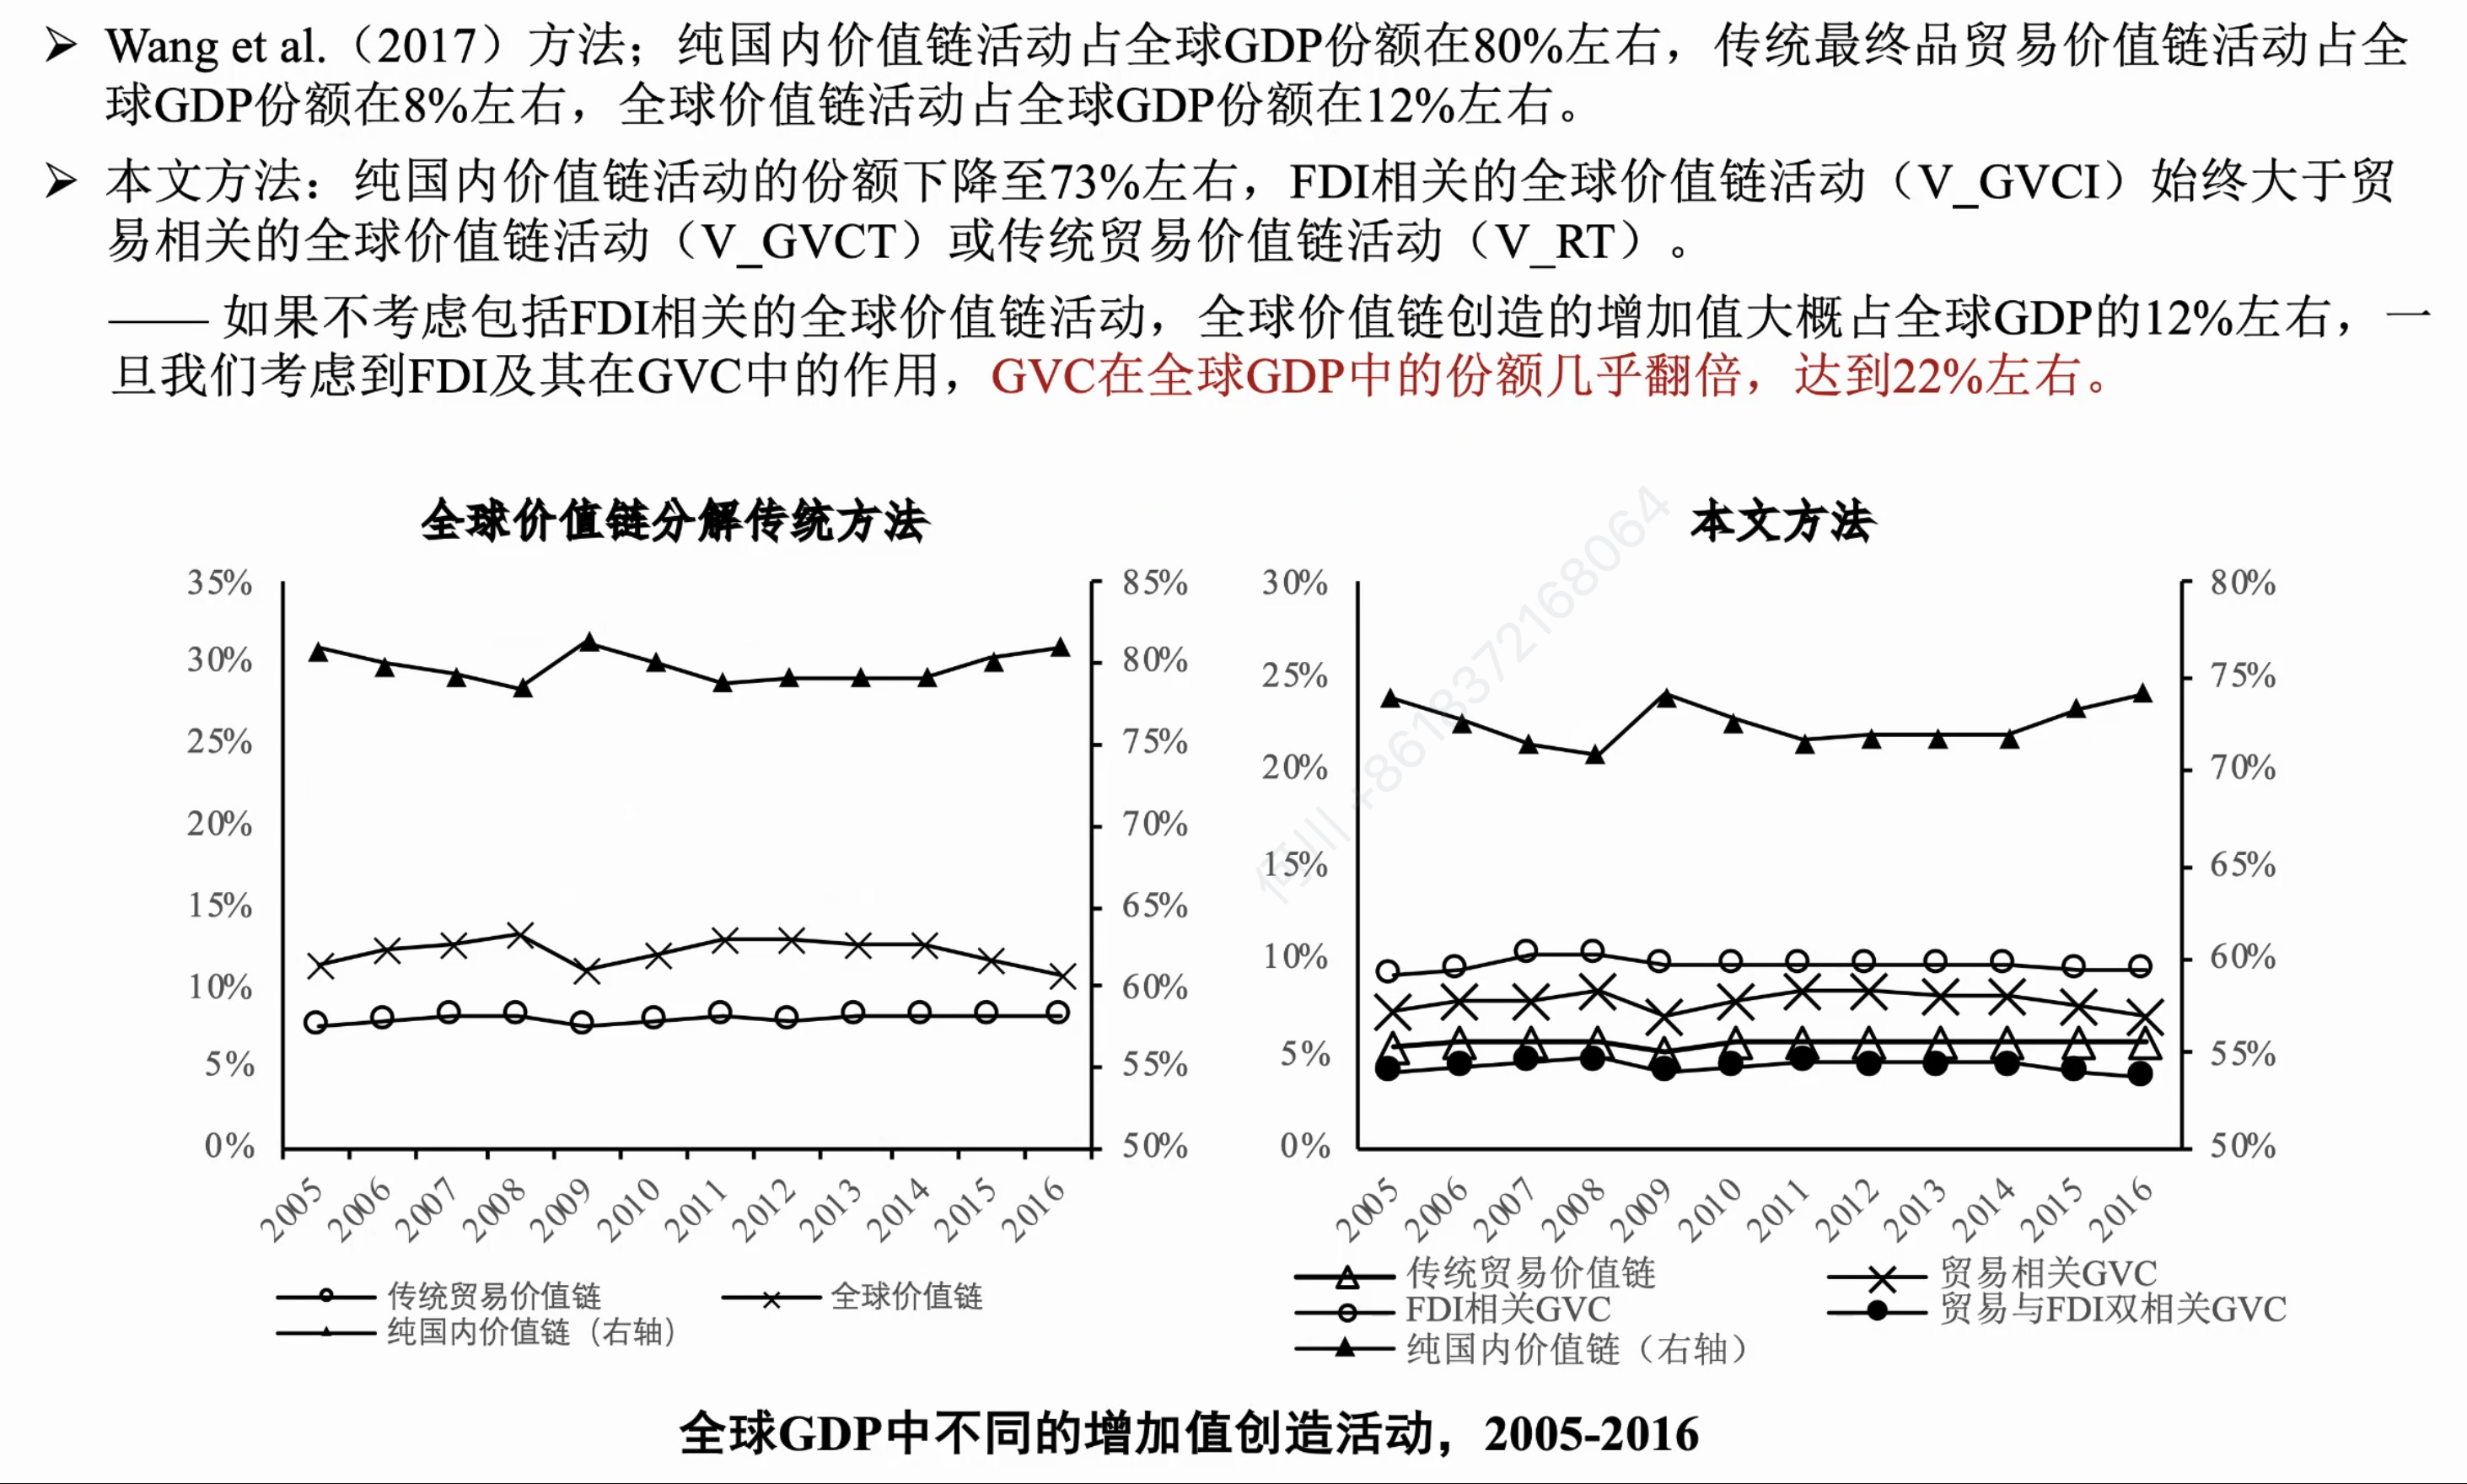 ➢ Wang et al.（2017）方法；纯国内价值链活动占全球GDP份额在80%左右，传统最终品贸易价值链活动占全
球GDP份额在8%左右，全球价值链活动占全球GDP份额在12%左右。
➢ 本文方法：纯国内价值链活动的份额下降至73%左右，FDI相关的全球价值链活动（V_GVCI）始终大于贸
易相关的全球价值链活动（V_GVCT）或传统贸易价值链活动（V_RT）。
—— 如果不考虑包括FDI相关的全球价值链活动，全球价值链创造的增加值大概占全球GDP的12%左右，一
旦我们考虑到FDI及其在GVC中的作用，GVC在全球GDP中的份额几乎翻倍，达到22%左右。
全球价值链分解传统方法
35%
30%
25%
20%
15%
10%
5%
0%
85%
80%
75%
70%
65%
60%
55%
50%
2005 2006 2007 2008 2009 2010 2011 2012 2013 2014 2015 2016
传统贸易价值链 全球价值链
纯国内价值链（右轴）
本文方法
30%
25%
20%
15%
10%
5%
0%
80%
75%
70%
65%
60%
55%
50%
2005 2006 2007 2008 2009 2010 2011 2012 2013 2014 2015 2016
传统贸易价值链 贸易相关GVC
FDI相关GVC 贸易与FDI双相关GVC
纯国内价值链（右轴）
+8618372168064
全球GDP中不同的增加值创造活动，2005-2016